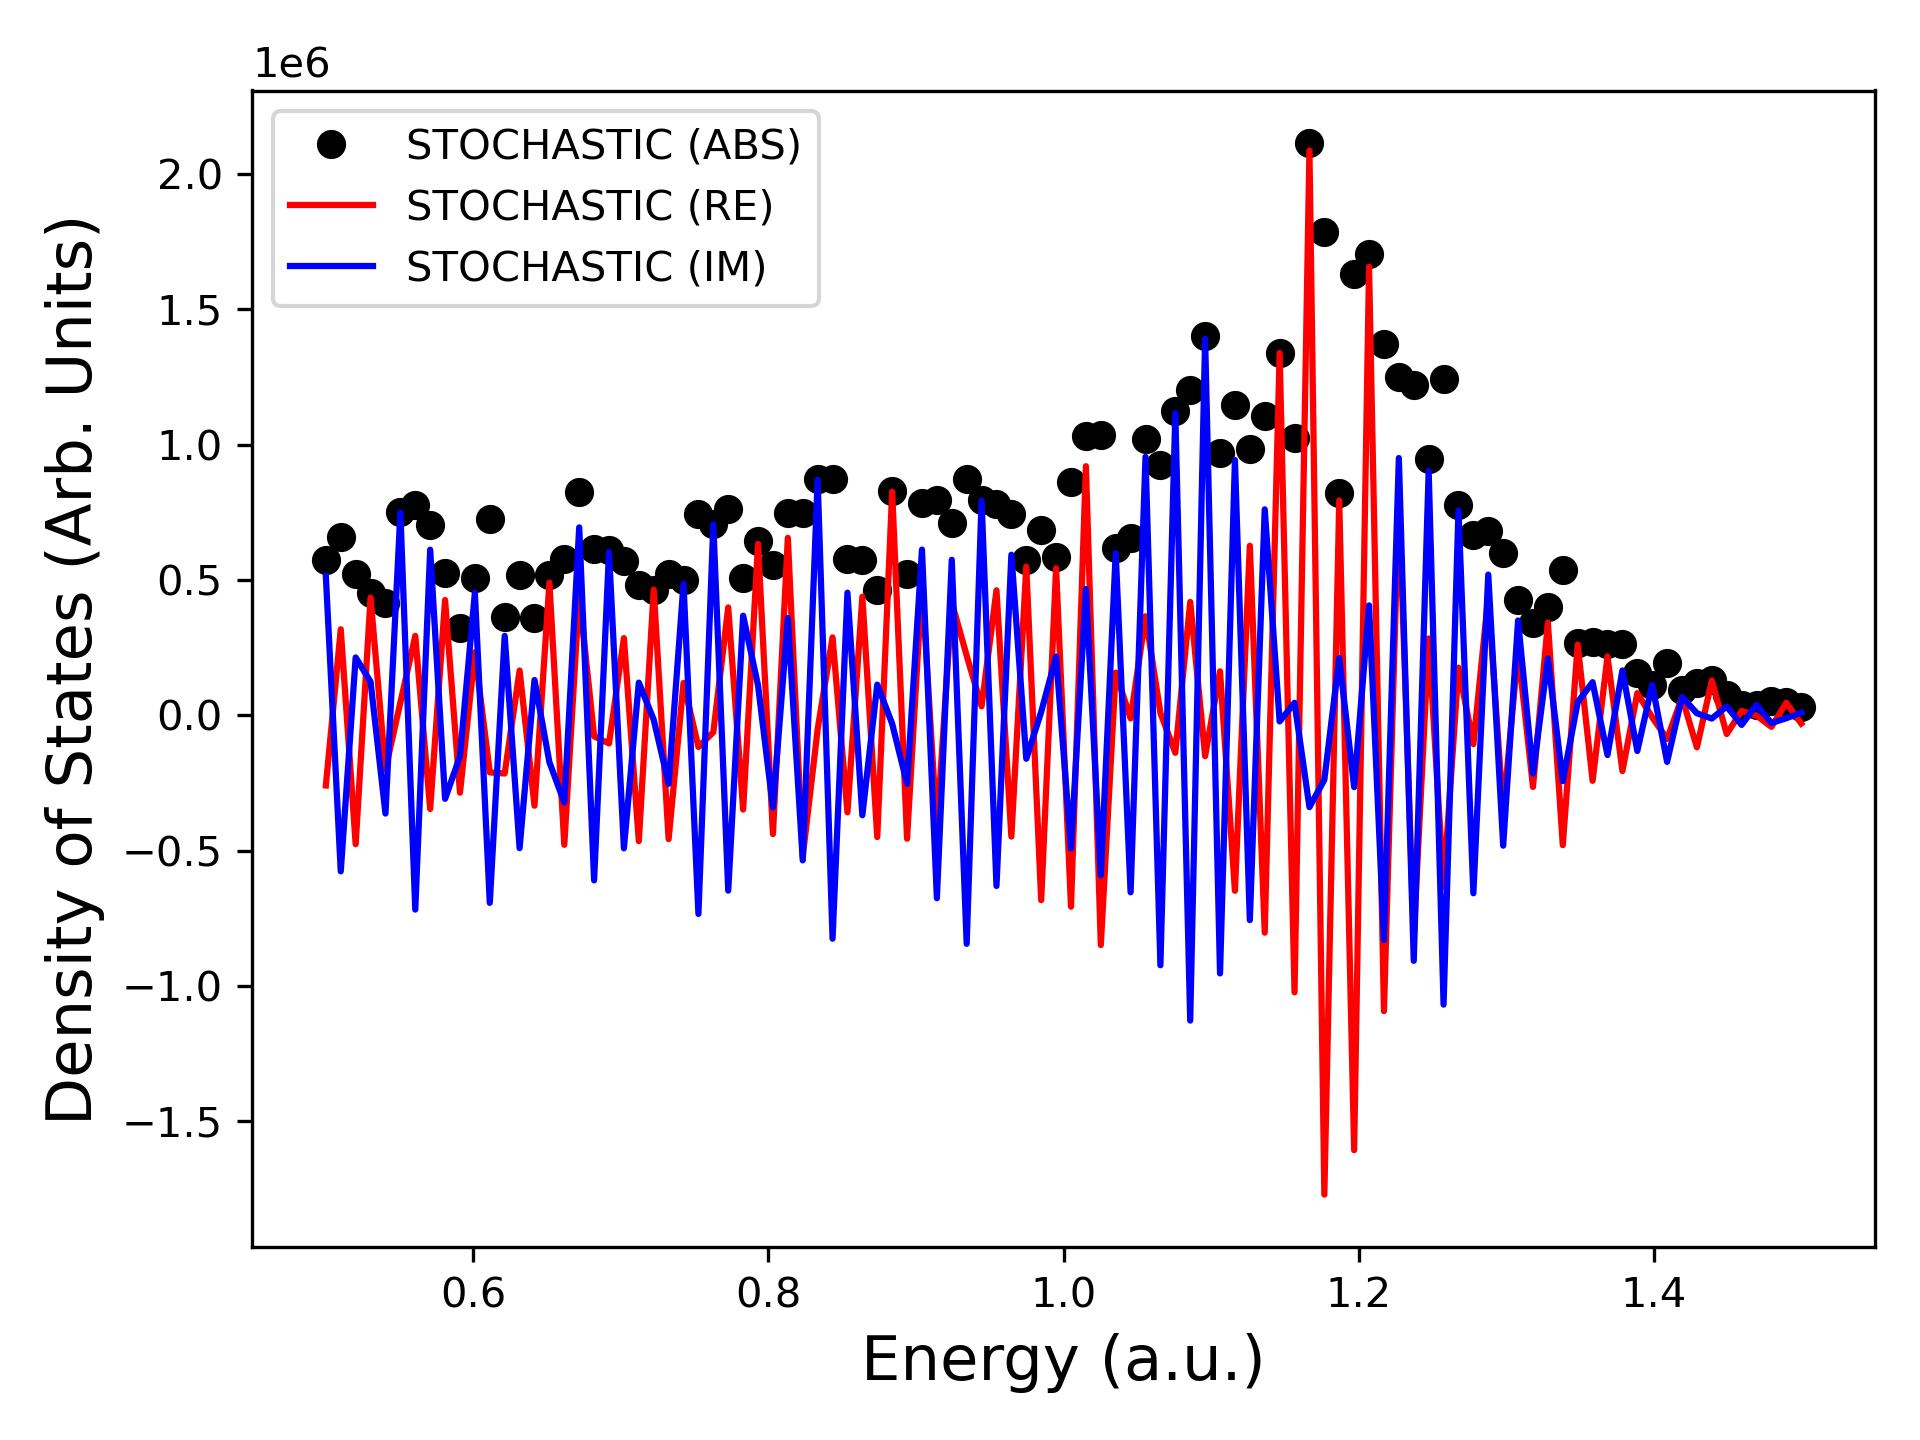 1e6
STOCHASTIC (ABS)
STOCHASTIC (RE)
STOCHASTIC (IM)
2.0
1.5
1.0
0.5
0.0
−0.5
−1.0
−1.5
Density of States (Arb. Units)
0.6 0.8 1.0 1.2 1.4
Energy (a.u.)